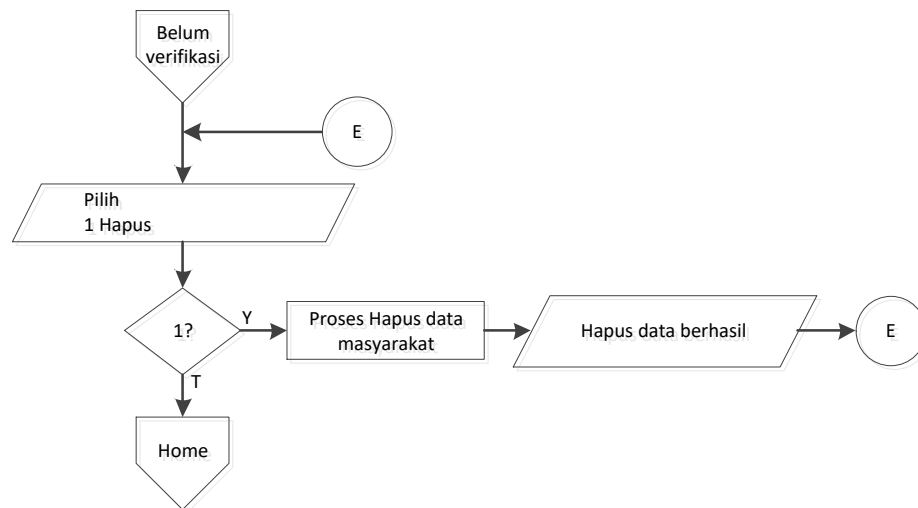 Belum
verifikasi
E
Pilih
1 Hapus
1?
Y
Proses Hapus data
masyarakat
Hapus data berhasil
E
T
Home